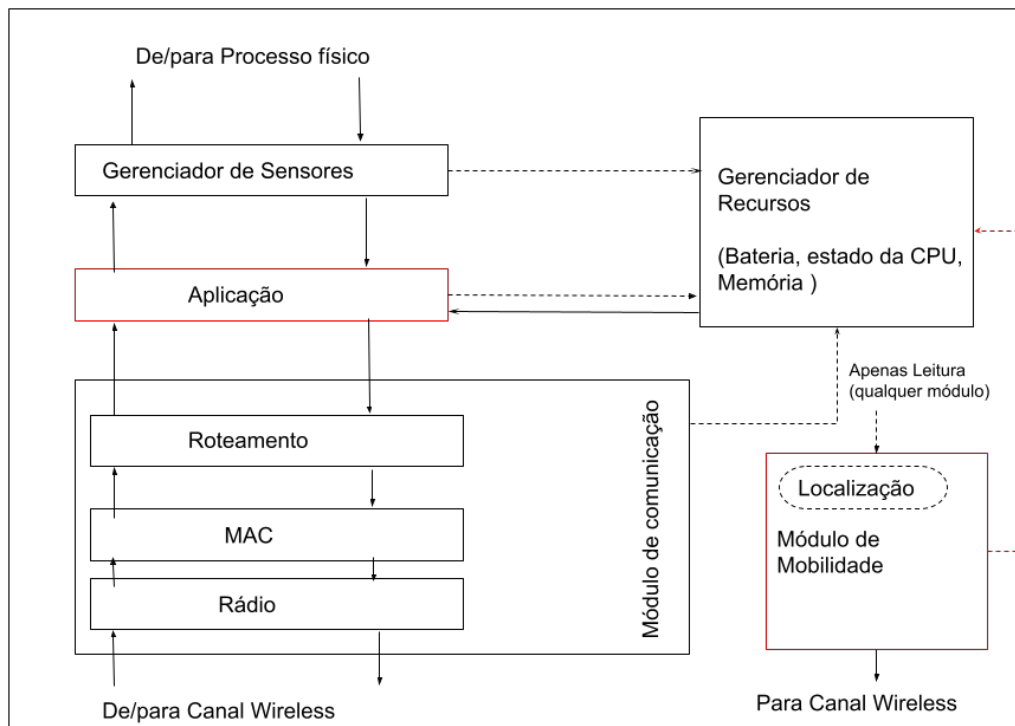 De/para Processo físico
Gerenciador de Sensores
Gerenciador de
Recursos
(Bateria, estado da CPU,
Memória )
Aplicação
Apenas Leitura
(qualquer módulo)
Módulo de comunicação
Roteamento
MAC
Rádio
Localização
Módulo de
Mobilidade
De/para Canal Wireless
Para Canal Wireless